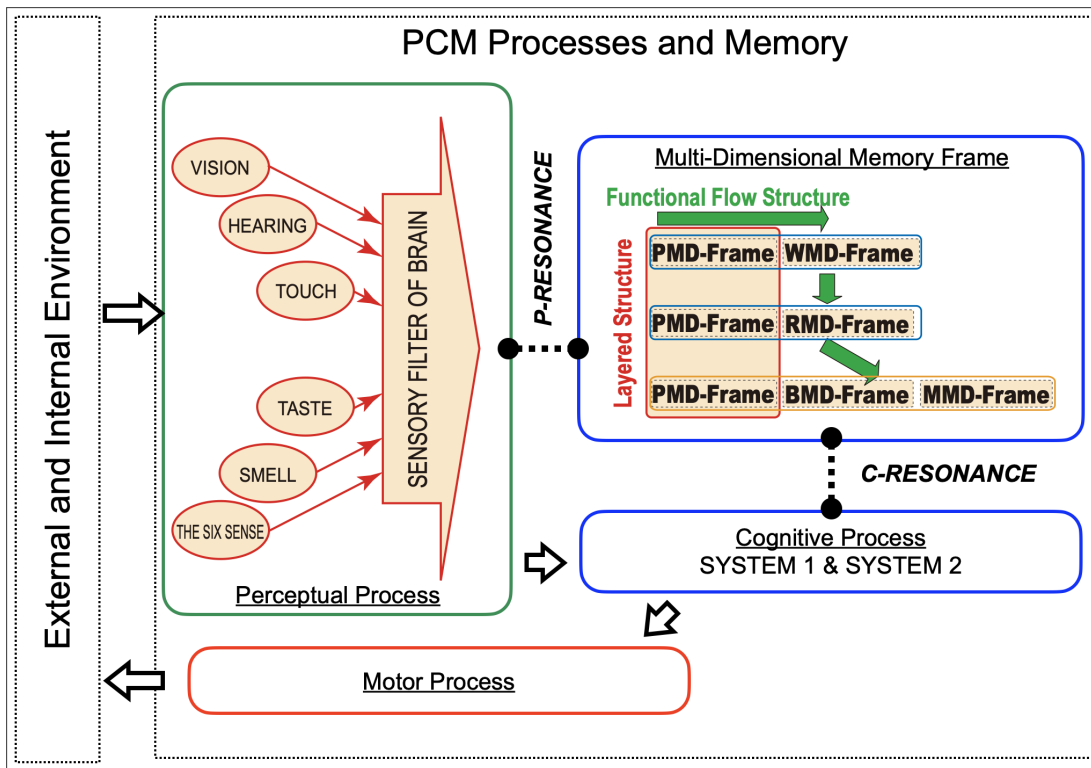 PCM Processes and Memory
External and Internal Environment
VISION
HEARING
TOUCH
TASTE
SMELL
THE SIX SENSE
SENSORY FILTER OF BRAIN
Perceptual Process
P-RESONANCE
Multi-Dimensional Memory Frame
Functional Flow Structure
Layered Structure
PMD-Frame WMD-Frame
PMD-Frame RMD-Frame
PMD-Frame BMD-Frame MMD-Frame
C-RESONANCE
Cognitive Process
SYSTEM 1 & SYSTEM 2
Motor Process